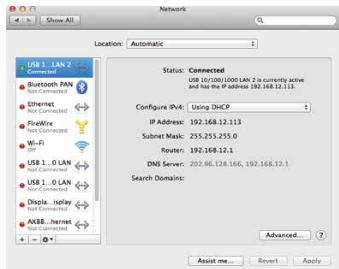 Network
Show All
Location: Automatic
USB 1...LAN 2
Connected
Bluetooth PAN
Not Connected
Ethernet
Not Connected
FireWire
Not Connected
Wi-Fi
Off
USB 1...0 LAN
Not Connected
USB 1...0 LAN
Not Connected
Displa...isplay
Not Connected
AX88...hernet
Not Connected
Status: Connected
USB 10/100/1000 LAN 2 is currently active
and has the IP address 192.168.12.113.
Configure IPv4: Using DHCP
IP Address: 192.168.12.113
Subnet Mask: 255.255.255.0
Router: 192.168.12.1
DNS Server: 202.96.128.166, 192.168.12.1
Search Domains:
Advanced... ?
Assist me... Revert Apply